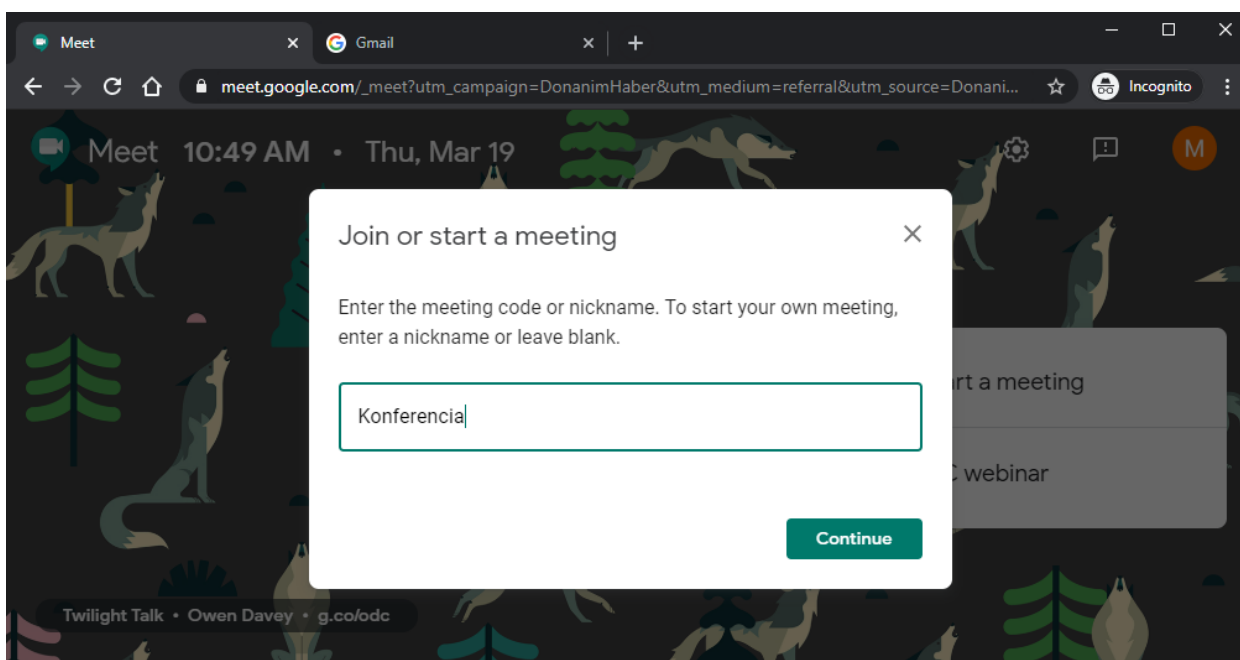 Meet
Gmail
meet.google.com/_meet?utm_campaign=DonanimHaber&utm_medium=referral&utm_source=Donani...
Incognito
Meet 10:49 AM • Thu, Mar 19
M
Join or start a meeting
Enter the meeting code or nickname. To start your own meeting,
enter a nickname or leave blank.
Konferencia
rt a meeting
webinar
Continue
Twilight Talk • Owen Davey • g.co/odc